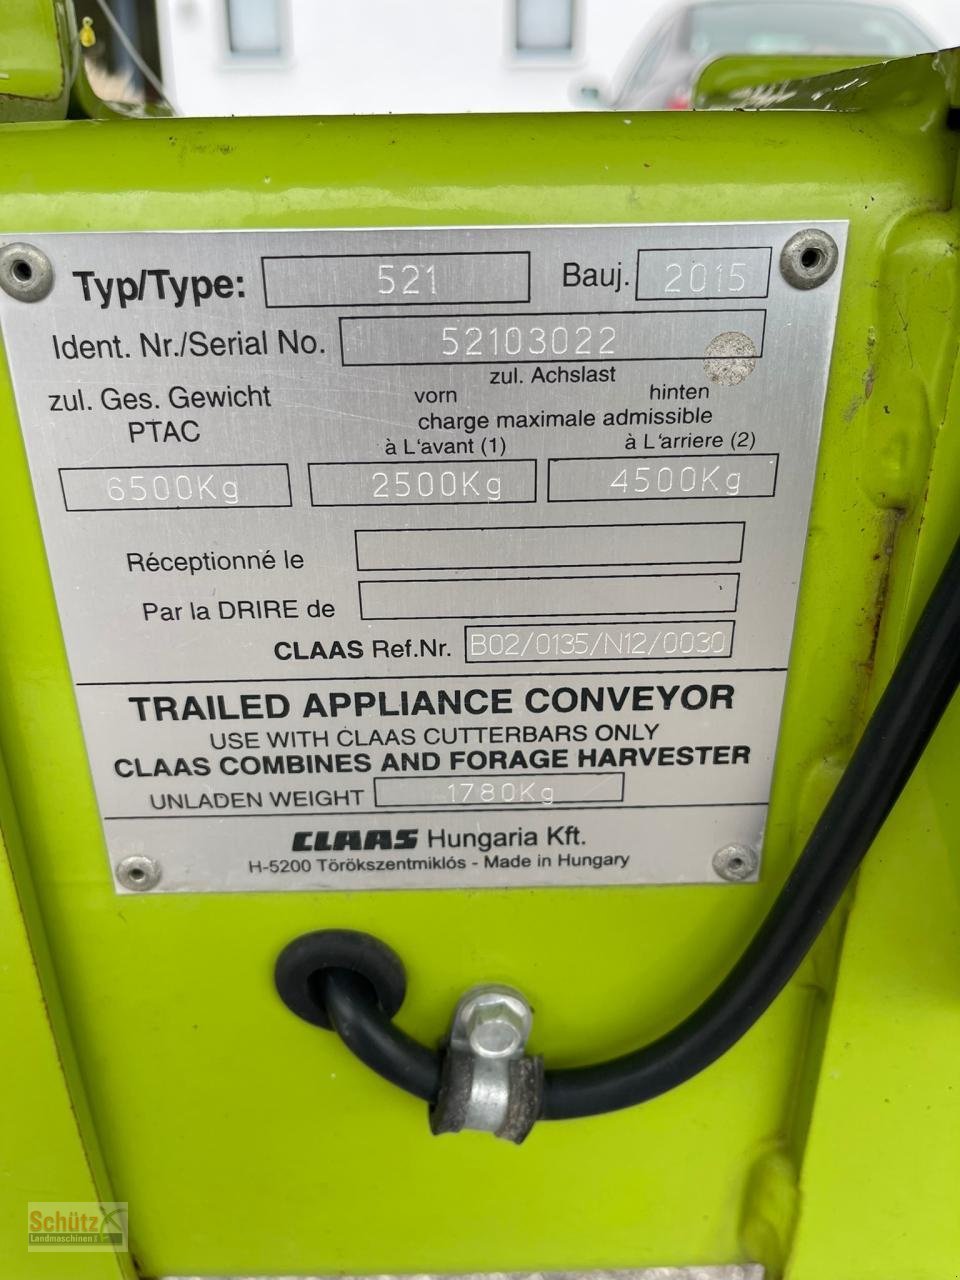 Typ/Type: 521 Bauj. 2015
Ident. Nr./Serial No. 52103022
zul. Achslast
zul. Ges. Gewicht vorn hinten
PTAC charge maximale admissible
à L'avant (1) à L'arriere (2)
6500Kg 2500Kg 4500Kg
Réceptionné le
Par la DRIRE de
CLAAS Ref.Nr. B02/0135/N12/0030
TRAILED APPLIANCE CONVEYOR
USE WITH CLAAS CUTTERBARS ONLY
CLAAS COMBINES AND FORAGE HARVESTER
UNLADEN WEIGHT 1780Kg
CLAAS Hungaria Kft.
H-5200 Törökszentmiklós - Made in Hungary
Schütz
Landmaschinen